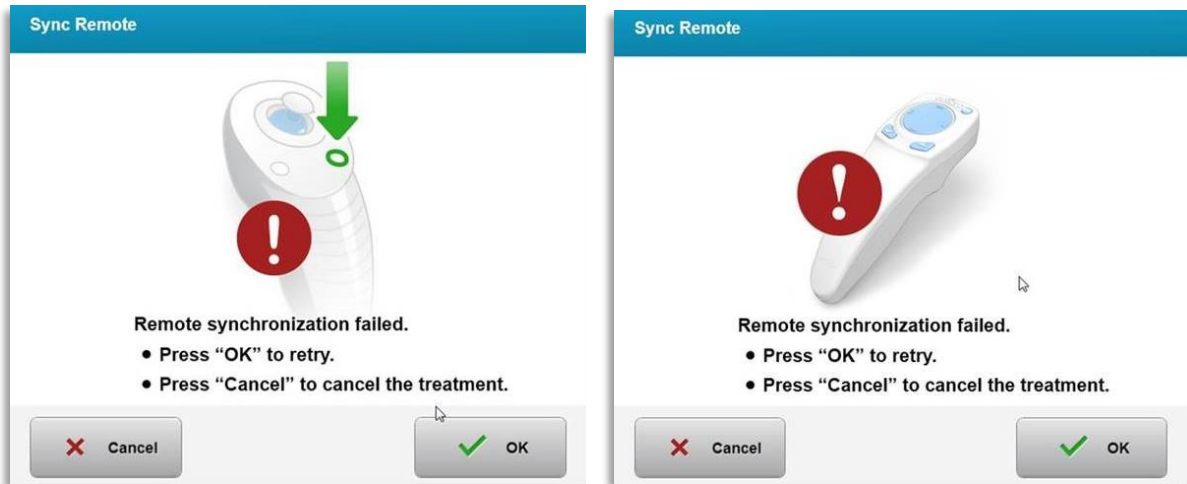 Sync Remote
Remote synchronization failed.
• Press “OK” to retry.
• Press “Cancel” to cancel the treatment.
Cancel
OK
Sync Remote
Remote synchronization failed.
• Press “OK” to retry.
• Press “Cancel” to cancel the treatment.
Cancel
OK